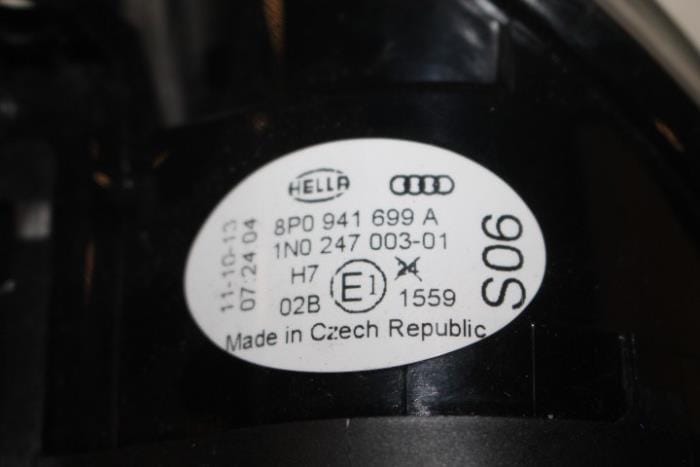 HELLA
8P0 941 699 A
1N0 247 003-01
H7 24
02B E1 1559
Made in Czech Republic
11-10-13
07:24 04
S06